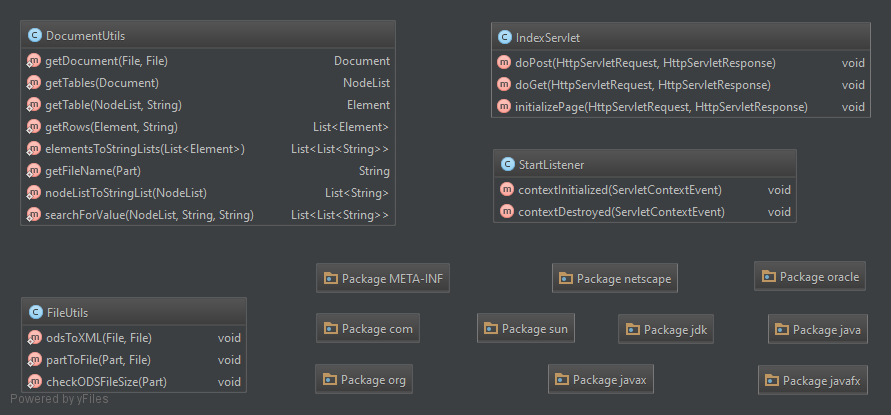 DocumentUtils
getDocument(File, File) Document
getTables(Document) NodeList
getTable(NodeList, String) Element
getRows(Element, String) List<Element>
elementsToStringLists(List<Element>) List<List<String>>
getFileName(Part) String
nodeListToStringList(NodeList) List<String>
searchForValue(NodeList, String, String) List<List<String>>
IndexServlet
doPost(HttpServletRequest, HttpServletResponse) void
doGet(HttpServletRequest, HttpServletResponse) void
initializePage(HttpServletRequest, HttpServletResponse) void
StartListener
contextInitialized(ServletContextEvent) void
contextDestroyed(ServletContextEvent) void
Package META-INF
Package netscape
Package oracle
Package com
Package sun
Package jdk
Package java
Package org
Package javax
Package javafx
FileUtils
odsToXML(File, File) void
partToFile(Part, File) void
checkODSFileSize(Part) void
Powered by yFiles